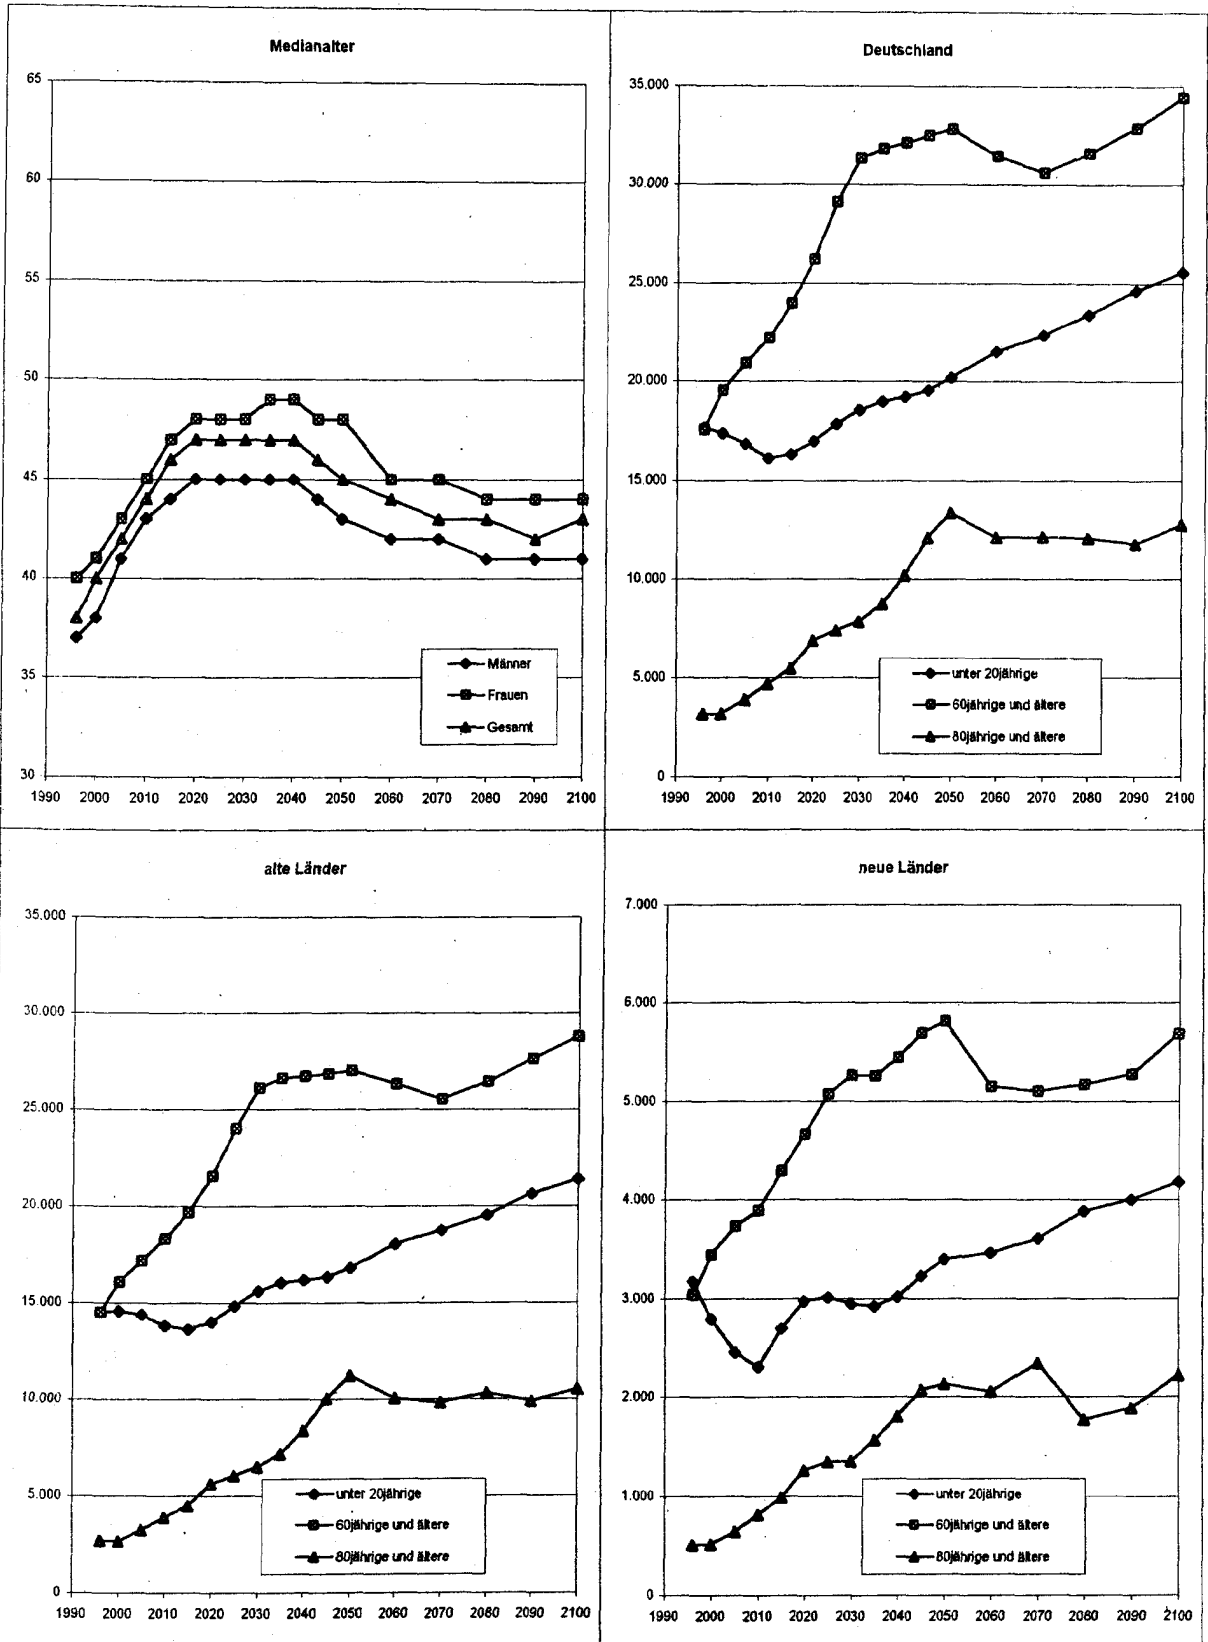 Medianalter
65
60
55
50
45
40
35
30
1990 2000 2010 2020 2030 2040 2050 2060 2070 2080 2090 2100
Männer
Frauen
Gesamt
Deutschland
35.000
30.000
25.000
20.000
15.000
10.000
5.000
0
1990 2000 2010 2020 2030 2040 2050 2060 2070 2080 2090 2100
unter 20jährige
60jährige und ältere
80jährige und ältere
alte Länder
35.000
30.000
25.000
20.000
15.000
10.000
5.000
0
1990 2000 2010 2020 2030 2040 2050 2060 2070 2080 2090 2100
unter 20jährige
60jährige und ältere
80jährige und ältere
neue Länder
7.000
6.000
5.000
4.000
3.000
2.000
1.000
0
1990 2000 2010 2020 2030 2040 2050 2060 2070 2080 2090 2100
unter 20jährige
60jährige und ältere
80jährige und ältere